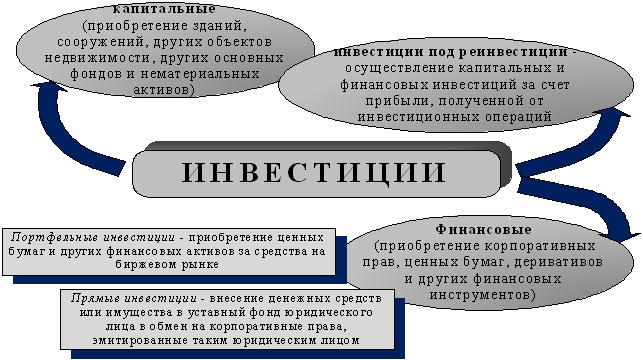 капитальные
(приобретение зданий,
сооружений, других объектов
недвижимости, других основных
фондов и нематериальных
активов)
инвестиции под реинвестиции -
осуществление капитальных и
финансовых инвестиций за счет
прибыли, полученной от
инвестиционных операций
ИНВЕСТИЦИИ
Финансовые
(приобретение корпоративных
прав, ценных бумаг, деривативов
и других финансовых
инструментов)
Портфельные инвестиции - приобретение ценных
бумаг и других финансовых активов за средства на
биржевом рынке
Прямые инвестиции - внесение денежных средств
или имущества в уставный фонд юридического
лица в обмен на корпоративные права,
эмитированные таким юридическим лицом